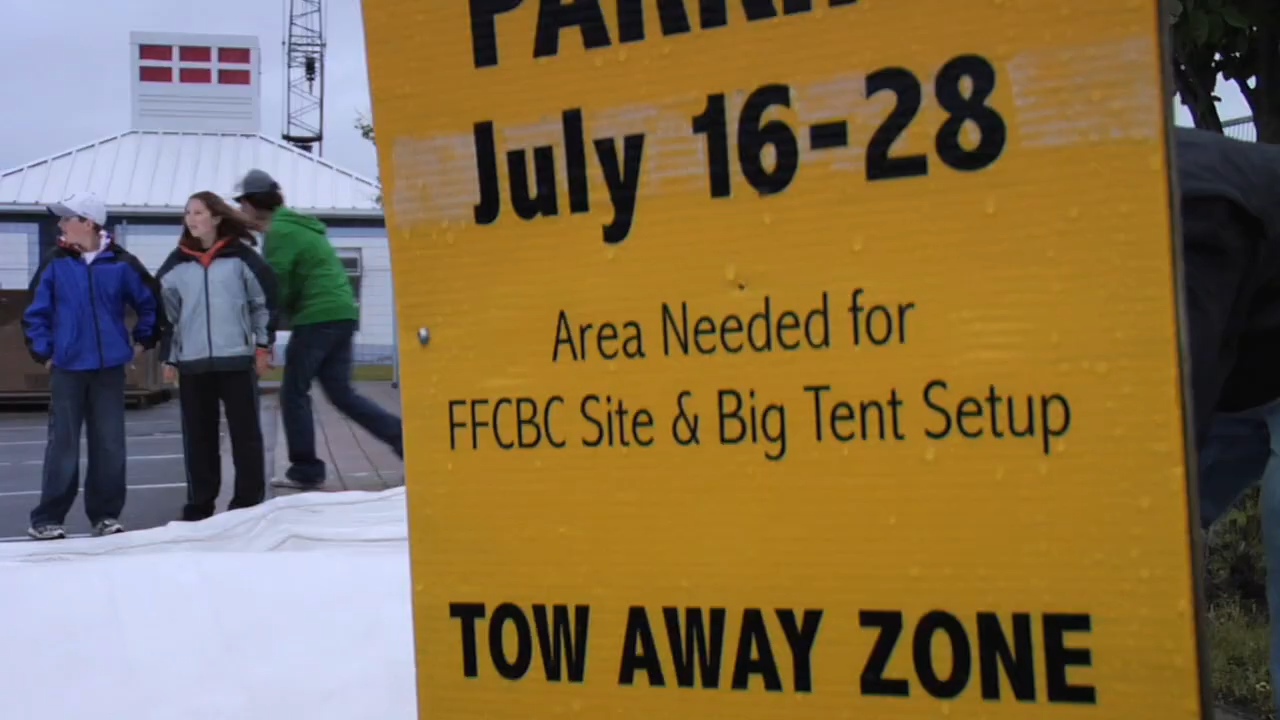 July 16-28
Area Needed for
FFCBC Site & Big Tent Setup
TOW AWAY ZONE